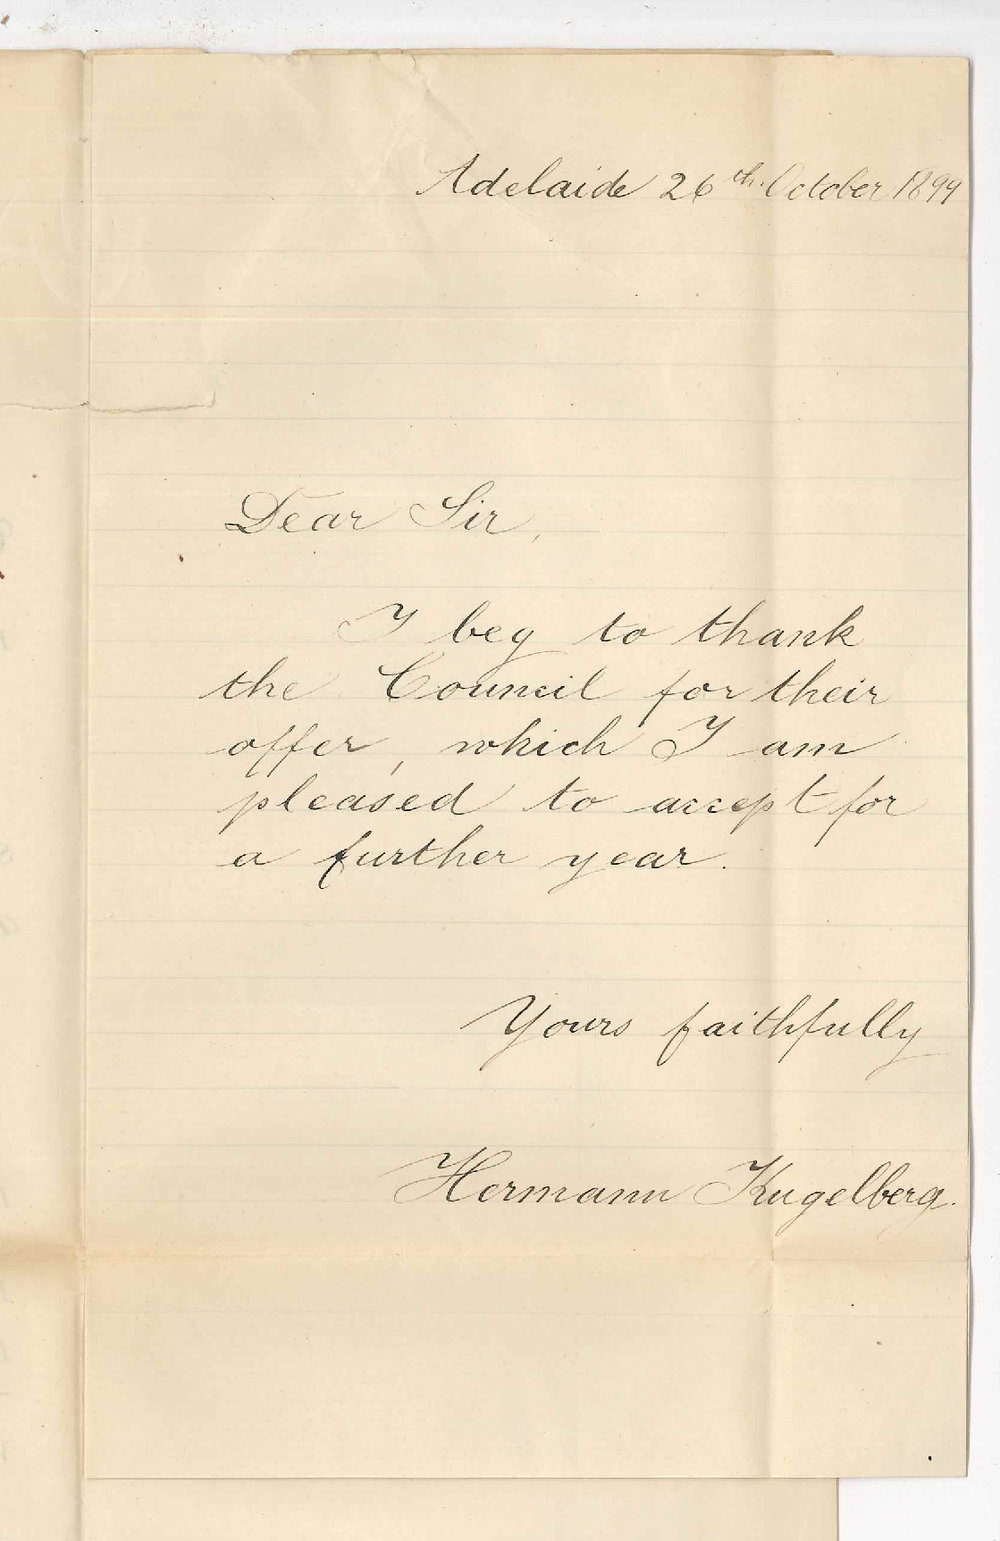 Adelaide 26th. October 1899
Dear Sir,
I beg to thank
the Council for their
offer, which I am
pleased to accept for
a further year.
Yours faithfully
Hermann Kugelberg.